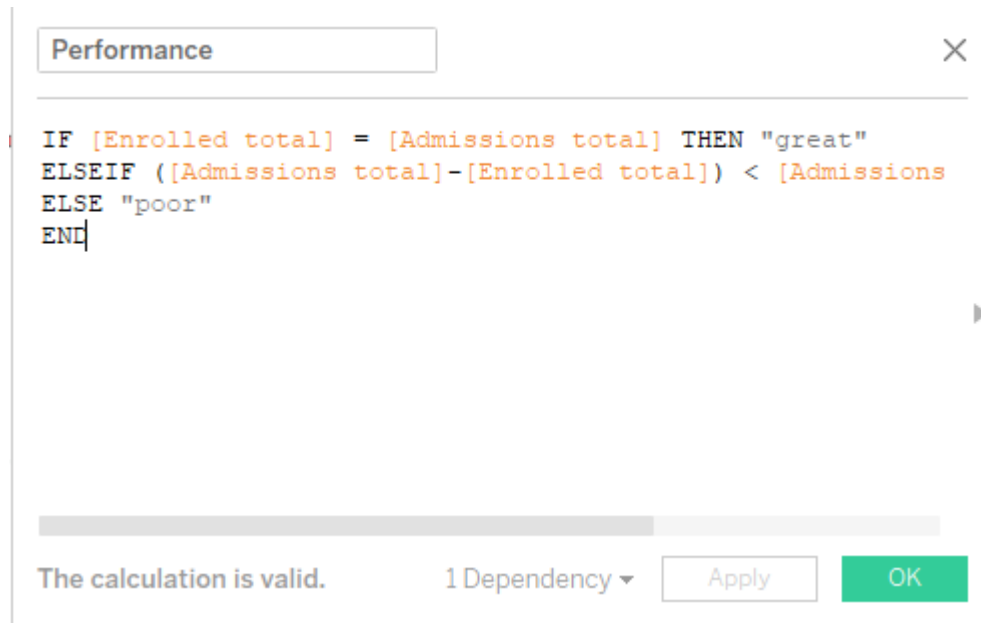 Performance
IF [Enrolled total] = [Admissions total] THEN "great"
ELSEIF ([Admissions total]-[Enrolled total]) < [Admissions
ELSE "poor"
END
The calculation is valid.
1 Dependency
Apply
OK